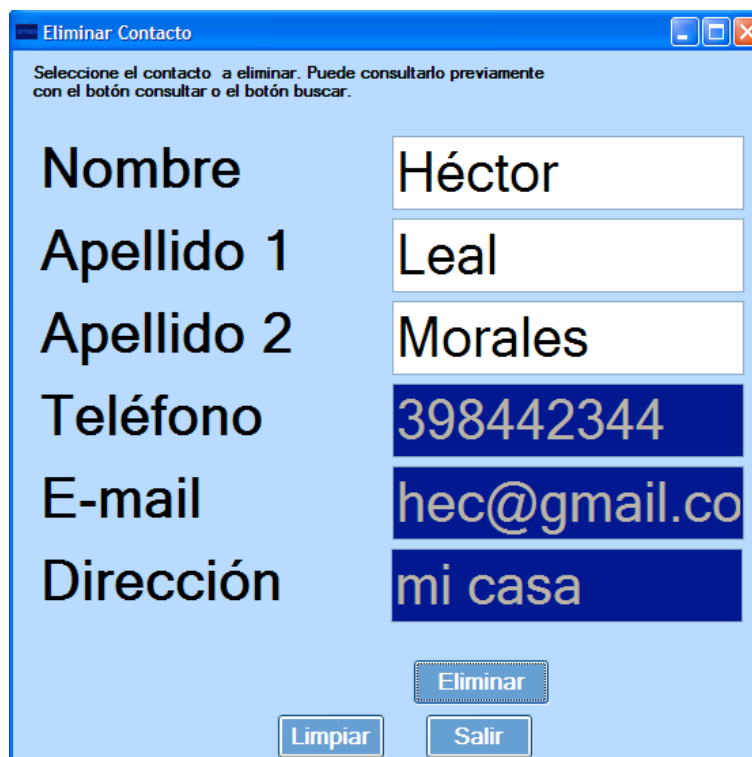 Eliminar Contacto
Seleccione el contacto a eliminar. Puede consultarlo previamente
con el botón consultar o el botón buscar.
Nombre Héctor
Apellido 1 Leal
Apellido 2 Morales
Teléfono 398442344
E-mail hec@gmail.co
Dirección mi casa
Eliminar
Limpiar Salir